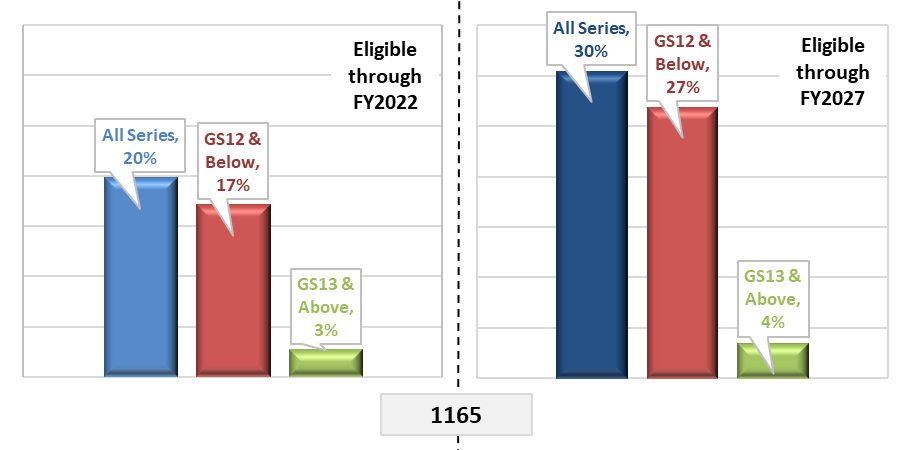 Eligible
through
FY2022
All Series,
20%
GS12 &
Below,
17%
GS13 &
Above,
3%
Eligible
through
FY2027
All Series,
30%
GS12 &
Below,
27%
GS13 &
Above,
4%
1165